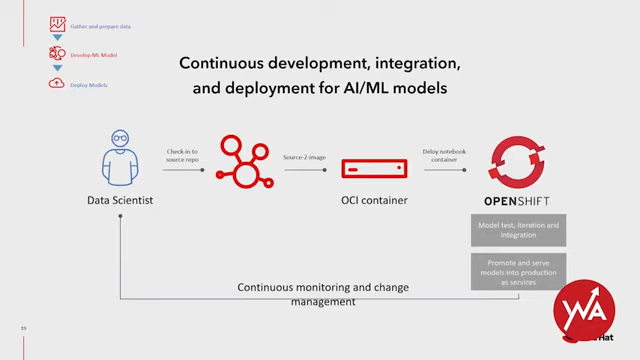 Gather and prepare data
Develop ML Model
Deploy Models
Continuous development, integration,
and deployment for AI/ML models
Check-in to
source repo
Source-2-image
Deloy notebook
container
Data Scientist
OCI container
OPENSHIFT
Model test, iteration and
integration
Promote and serve
models into production
as services
Continuous monitoring and change
management